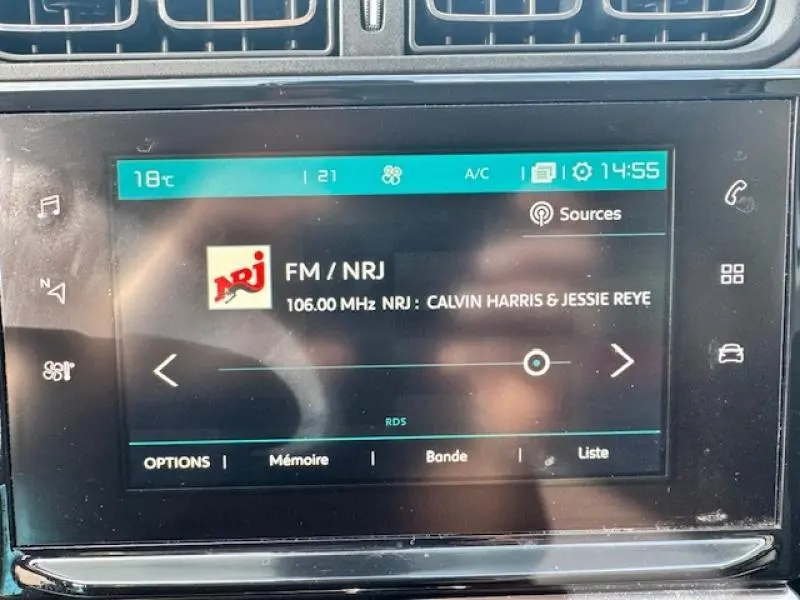 18°C | 21 A/C | | 14:55
Sources
NRJ
FM / NRJ
106.00 MHz NRJ : CALVIN HARRIS & JESSIE REYE
N
RDS
OPTIONS | Mémoire | Bande | Liste